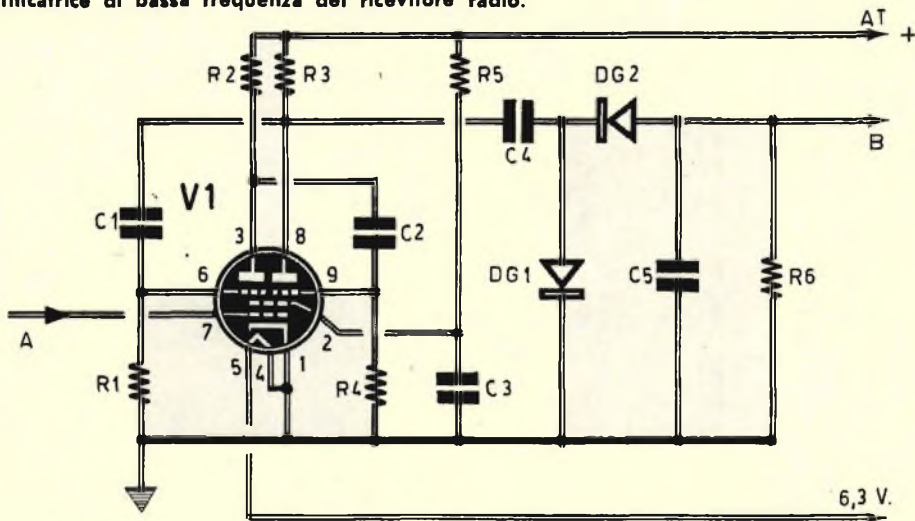 ficatrice di bassa frequenza del ricevitore radio.
AT
+
R2
R3
R5
DG2
C4
B
V1
C1
3
8
C2
6
9
DG1
C5
R6
7
2
A
5
4
1
R1
R4
C3
6,3 V.